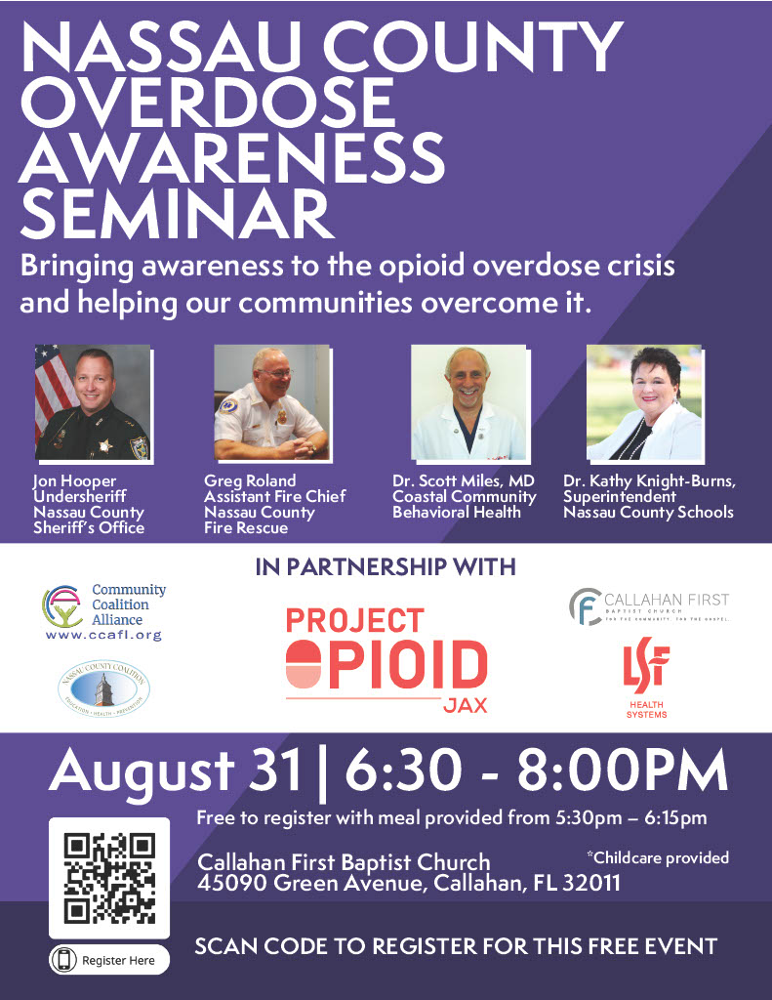 NASSAU COUNTY
OVERDOSE
AWARENESS
SEMINAR
Bringing awareness to the opioid overdose crisis
and helping our communities overcome it.
Jon Hooper
Undersheriff
Nassau County
Sheriff's Office
Greg Roland
Assistant Fire Chief
Nassau County
Fire Rescue
Dr. Scott Miles, MD
Coastal Community
Behavioral Health
Dr. Kathy Knight-Burns,
Superintendent
Nassau County Schools
IN PARTNERSHIP WITH
Community
Coalition
Alliance
www.ccafl.org
NASSAU COUNTY COALITION
EDUCATION • HEALTH • PREVENTION
PROJECT
OPIOID
JAX
CALLAHAN FIRST
BAPTIST CHURCH
FOR THE COMMUNITY. FOR THE GOSPEL.
LSF
HEALTH
SYSTEMS
August 31 | 6:30 - 8:00PM
Free to register with meal provided from 5:30pm – 6:15pm
Callahan First Baptist Church
*Childcare provided
45090 Green Avenue, Callahan, FL 32011
Register Here
SCAN CODE TO REGISTER FOR THIS FREE EVENT